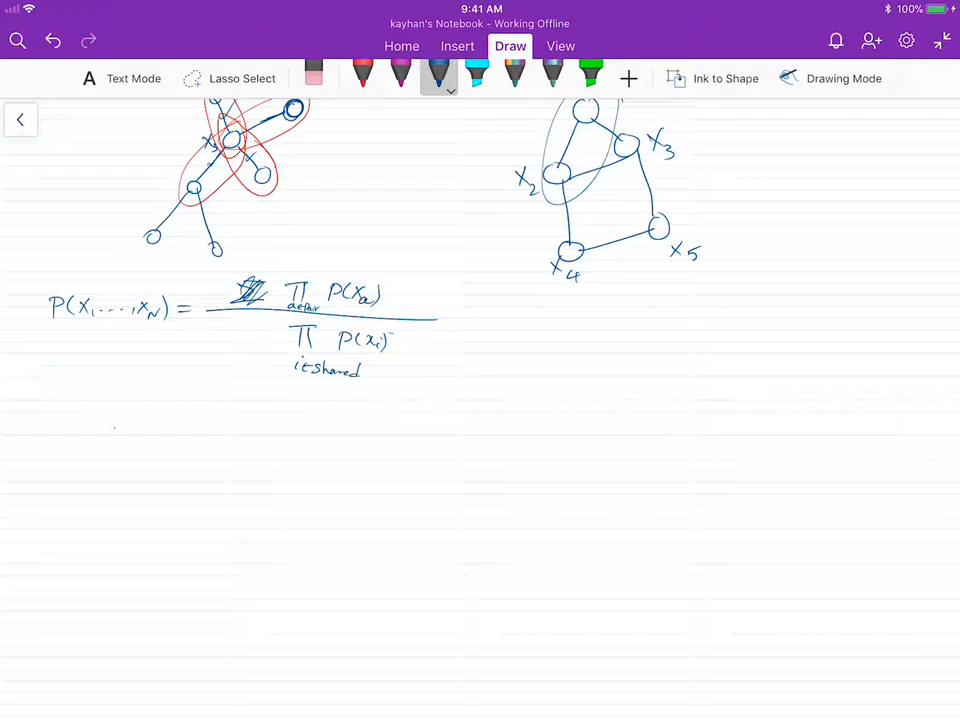 9:41 AM
100%
kayhan's Notebook - Working Offline
Home Insert Draw View
A Text Mode Lasso Select Ink to Shape Drawing Mode
X3 X3
X2
X4 X5
P(X1....,XN) = ∏ P(Xa)
a∈fair
∏ P(xi)
i∈shared